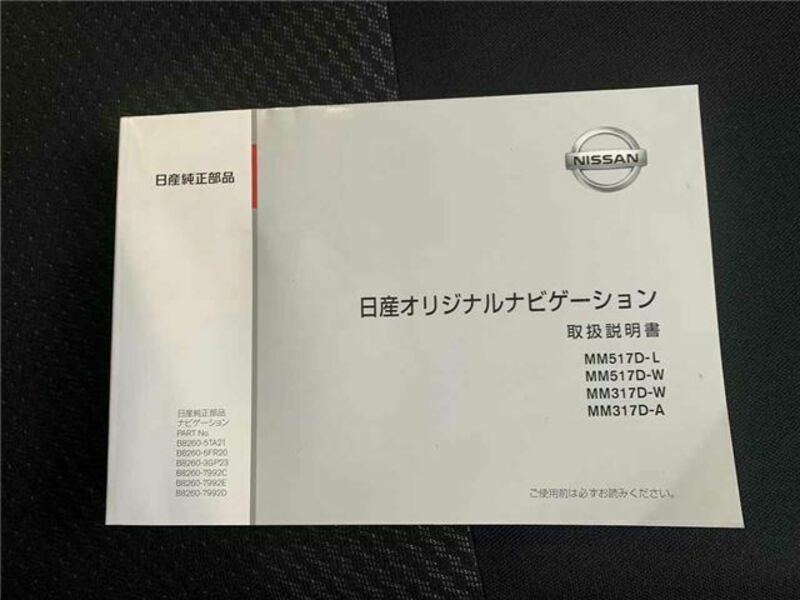 日産純正部品
NISSAN
日産オリジナルナビゲーション
取扱説明書
MM517D-L
MM517D-W
MM317D-W
MM317D-A
日産純正部品
ナビゲーション
PART No.
B8260-5TA21
B8260-6FR20
B8260-3GP23
B8260-7992C
B8260-7992E
B8260-7992D
ご使用前は必ずお読みください。